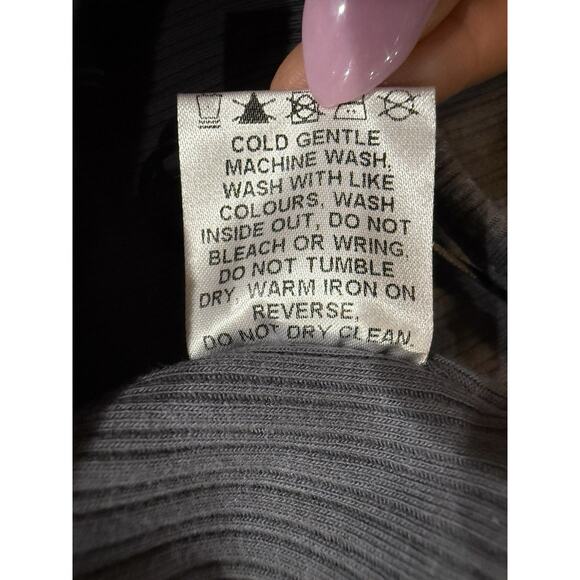 COLD GENTLE
MACHINE WASH.
WASH WITH LIKE
COLOURS, WASH
INSIDE OUT, DO NOT
BLEACH OR WRING,
DO NOT TUMBLE
DRY, WARM IRON ON
REVERSE,
DO NOT DRY CLEAN